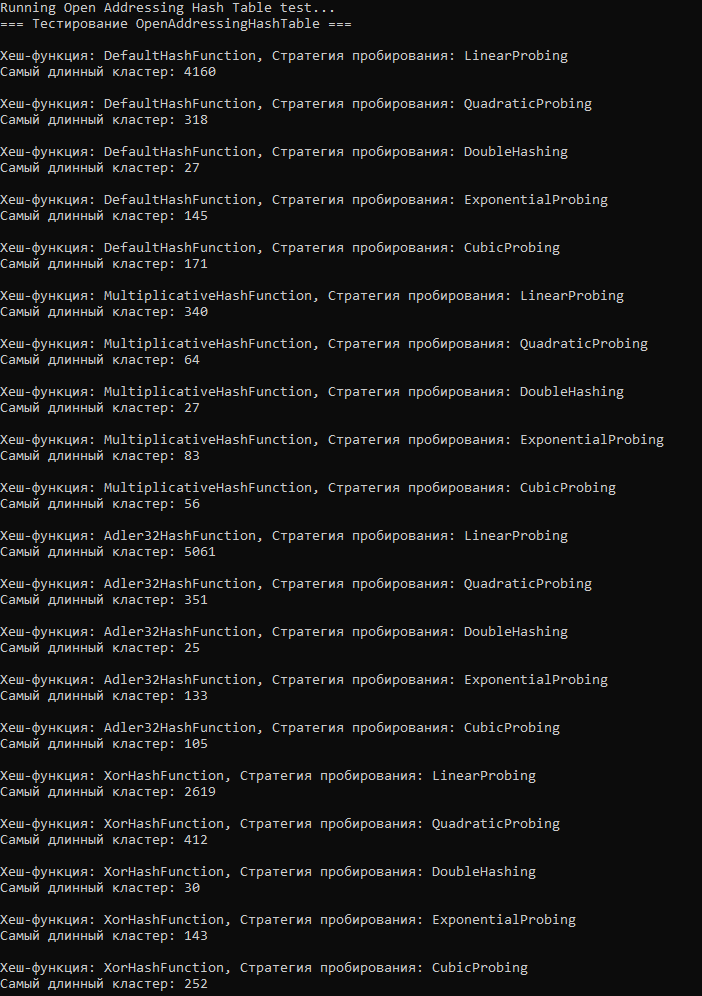 Running Open Addressing Hash Table test...
=== Тестирование OpenAddressingHashTable ===
Хеш-функция: DefaultHashFunction, Стратегия пробирования: LinearProbing
Самый длинный кластер: 4160
Хеш-функция: DefaultHashFunction, Стратегия пробирования: QuadraticProbing
Самый длинный кластер: 318
Хеш-функция: DefaultHashFunction, Стратегия пробирования: DoubleHashing
Самый длинный кластер: 27
Хеш-функция: DefaultHashFunction, Стратегия пробирования: ExponentialProbing
Самый длинный кластер: 145
Хеш-функция: DefaultHashFunction, Стратегия пробирования: CubicProbing
Самый длинный кластер: 171
Хеш-функция: MultiplicativeHashFunction, Стратегия пробирования: LinearProbing
Самый длинный кластер: 340
Хеш-функция: MultiplicativeHashFunction, Стратегия пробирования: QuadraticProbing
Самый длинный кластер: 64
Хеш-функция: MultiplicativeHashFunction, Стратегия пробирования: DoubleHashing
Самый длинный кластер: 27
Хеш-функция: MultiplicativeHashFunction, Стратегия пробирования: ExponentialProbing
Самый длинный кластер: 83
Хеш-функция: MultiplicativeHashFunction, Стратегия пробирования: CubicProbing
Самый длинный кластер: 56
Хеш-функция: Adler32HashFunction, Стратегия пробирования: LinearProbing
Самый длинный кластер: 5061
Хеш-функция: Adler32HashFunction, Стратегия пробирования: QuadraticProbing
Самый длинный кластер: 351
Хеш-функция: Adler32HashFunction, Стратегия пробирования: DoubleHashing
Самый длинный кластер: 25
Хеш-функция: Adler32HashFunction, Стратегия пробирования: ExponentialProbing
Самый длинный кластер: 133
Хеш-функция: Adler32HashFunction, Стратегия пробирования: CubicProbing
Самый длинный кластер: 105
Хеш-функция: XorHashFunction, Стратегия пробирования: LinearProbing
Самый длинный кластер: 2619
Хеш-функция: XorHashFunction, Стратегия пробирования: QuadraticProbing
Самый длинный кластер: 412
Хеш-функция: XorHashFunction, Стратегия пробирования: DoubleHashing
Самый длинный кластер: 30
Хеш-функция: XorHashFunction, Стратегия пробирования: ExponentialProbing
Самый длинный кластер: 143
Хеш-функция: XorHashFunction, Стратегия пробирования: CubicProbing
Самый длинный кластер: 252